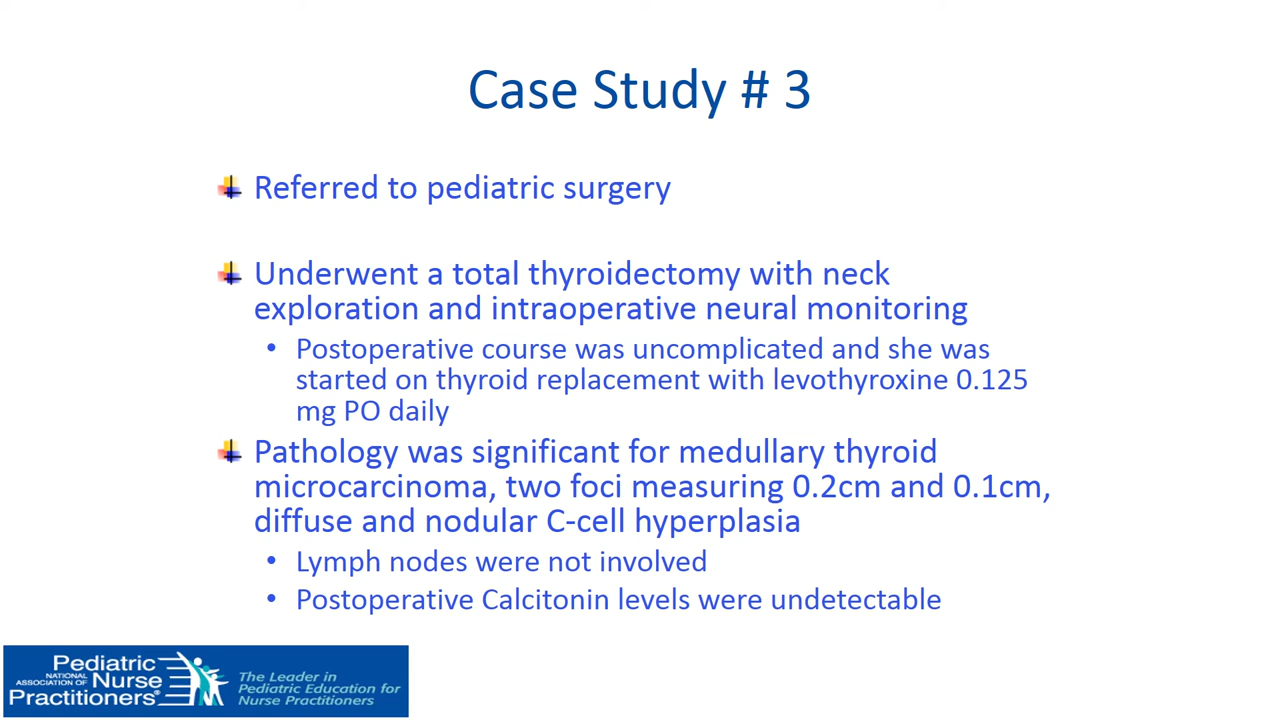 Case Study # 3
Referred to pediatric surgery
Underwent a total thyroidectomy with neck
exploration and intraoperative neural monitoring
• Postoperative course was uncomplicated and she was
started on thyroid replacement with levothyroxine 0.125
mg PO daily
Pathology was significant for medullary thyroid
microcarcinoma, two foci measuring 0.2cm and 0.1cm,
diffuse and nodular C-cell hyperplasia
• Lymph nodes were not involved
• Postoperative Calcitonin levels were undetectable
Pediatric
NATIONAL ASSOCIATION OF Nurse
Practitioners®
The Leader in
Pediatric Education for
Nurse Practitioners